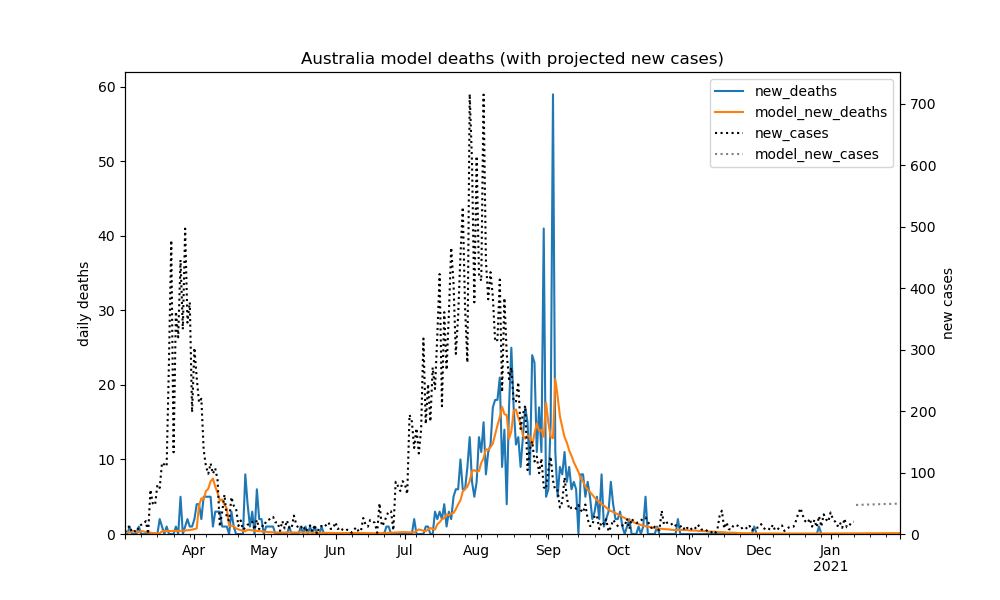 Australia model deaths (with projected new cases)
new_deaths
model_new_deaths
new_cases
model_new_cases
daily deaths
new cases
60
50
40
30
20
10
0
700
600
500
400
300
200
100
0
Apr May Jun Jul Aug Sep Oct Nov Dec Jan
2021